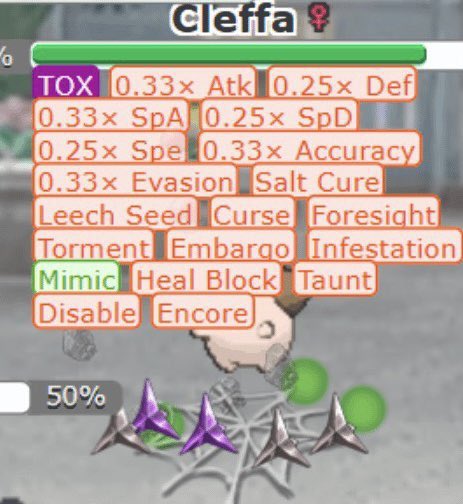 Cleffa ♀
%
TOX 0.33× Atk 0.25× Def
0.33× SpA 0.25× SpD
0.25× Spe 0.33× Accuracy
0.33× Evasion Salt Cure
Leech Seed Curse Foresight
Torment Embargo Infestation
Mimic Heal Block Taunt
Disable Encore
50%